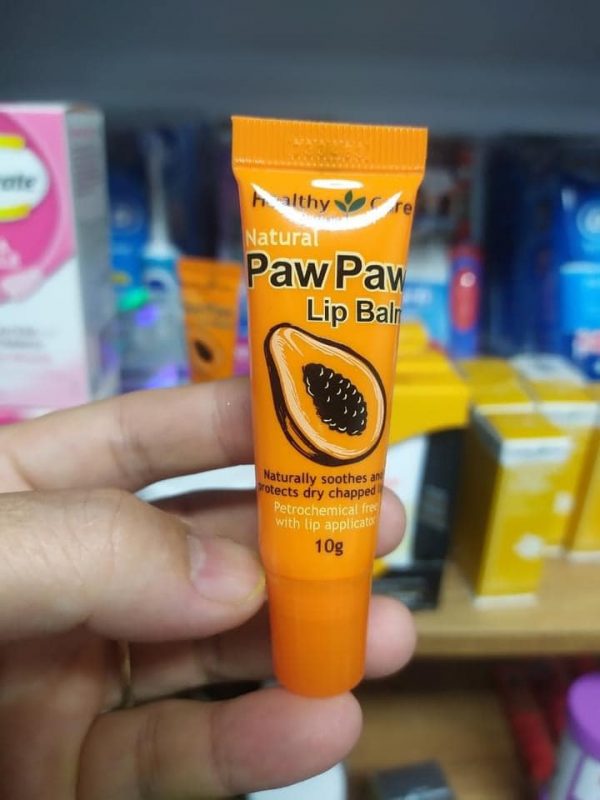 Healthy Care
Natural
Paw Paw
Lip Balm
Naturally soothes and
protects dry chapped
Petrochemical free
with lip applicator
10g